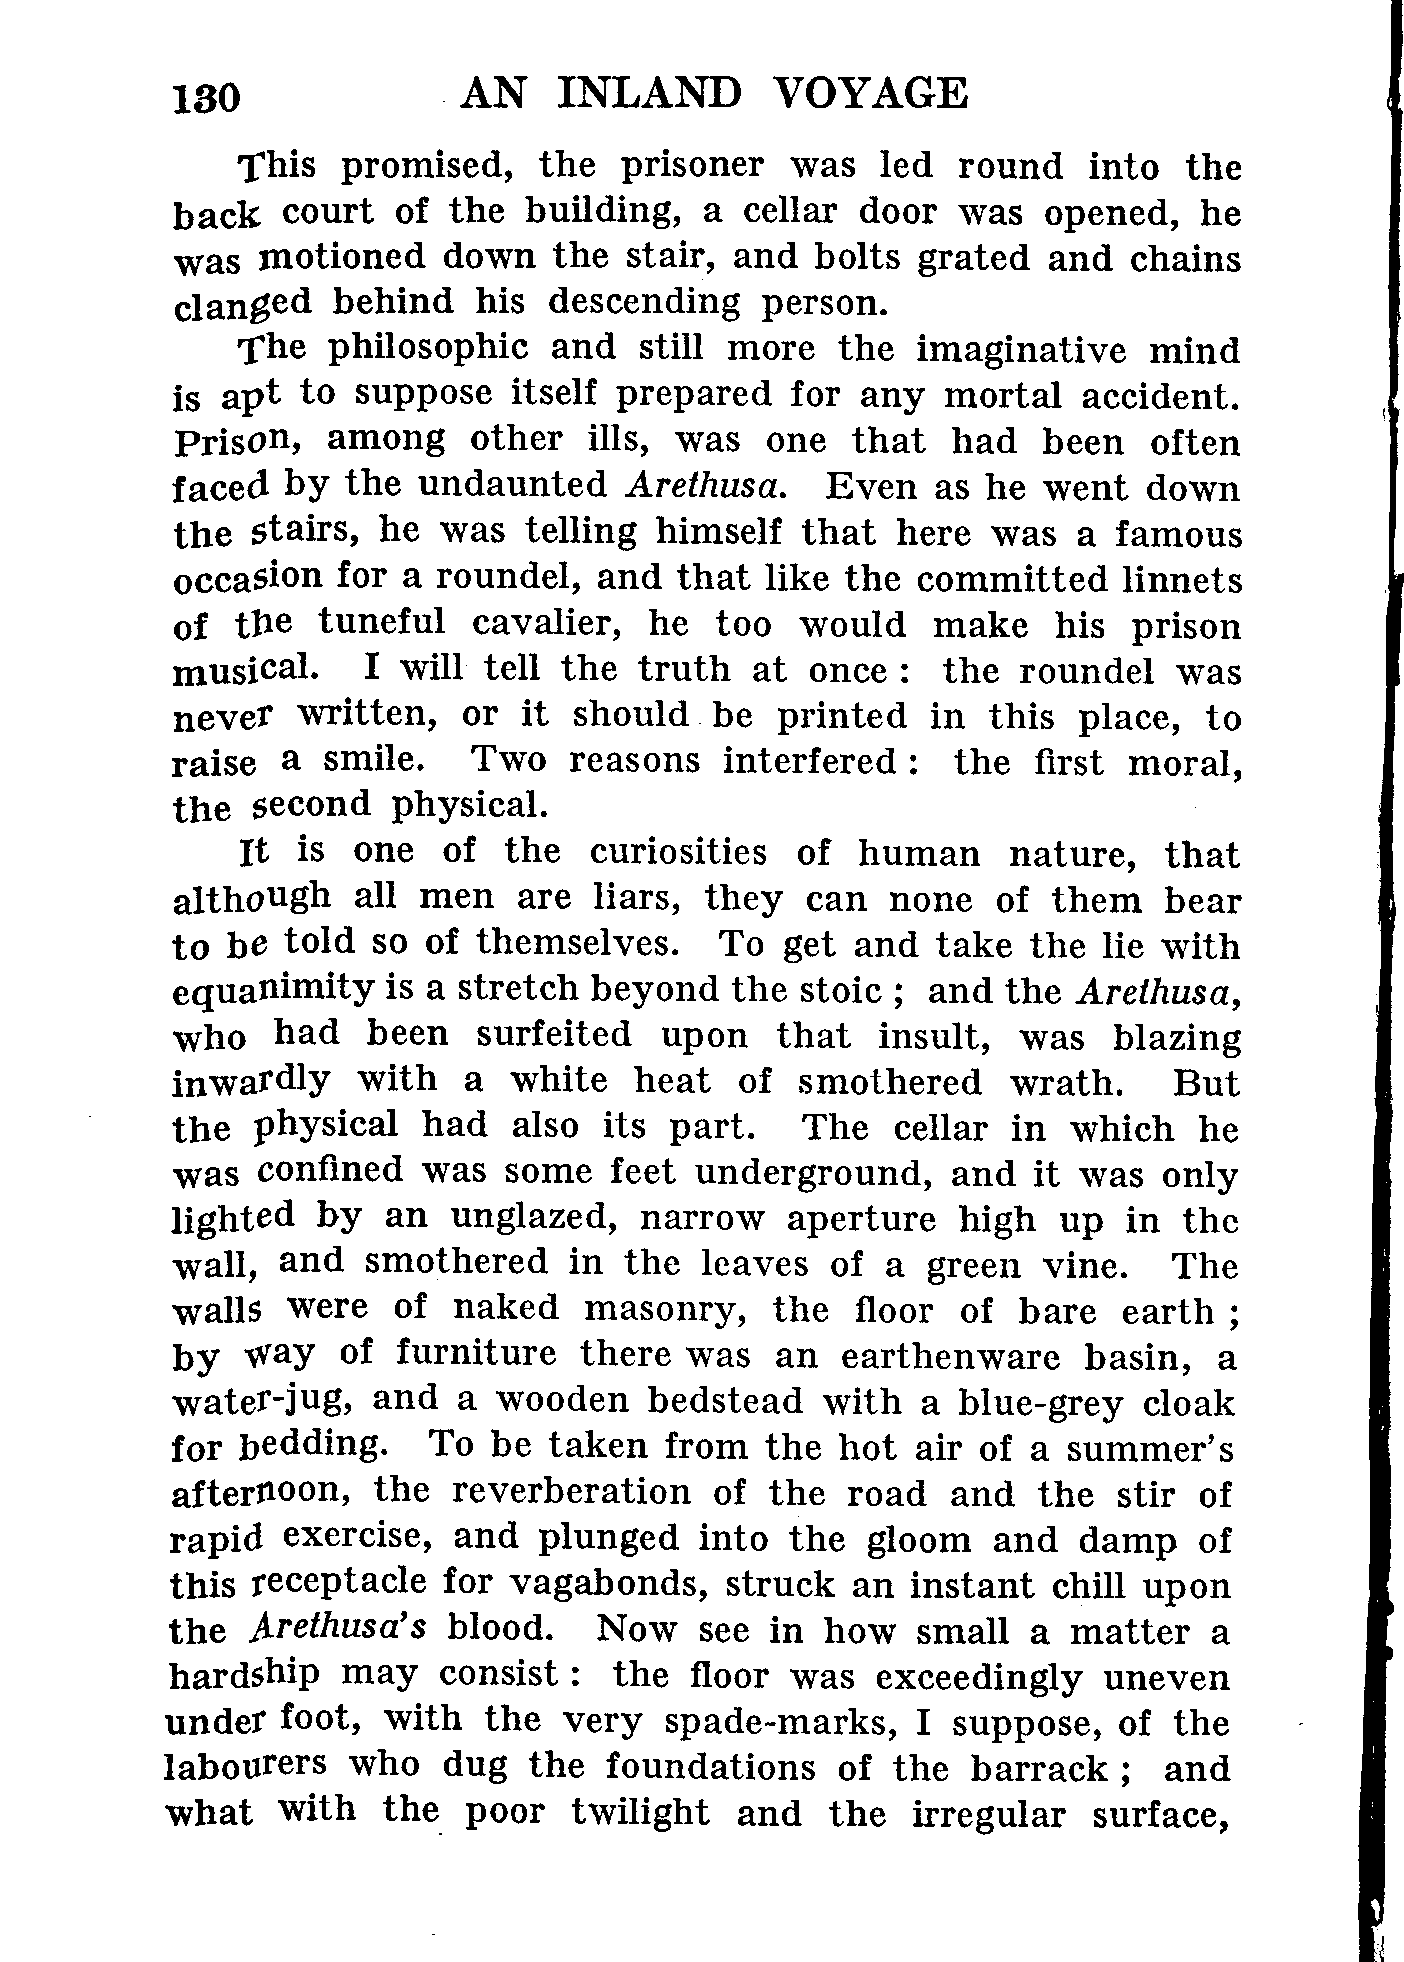 130 AN INLAND VOYAGE
This promised, the prisoner was led round into the
back court of the building, a cellar door was opened, he
was motioned down the stair, and bolts grated and chains
clanged behind his descending person.
The philosophic and still more the imaginative mind
is apt to suppose itself prepared for any mortal accident.
Prison, among other ills, was one that had been often
faced by the undaunted Arethusa. Even as he went down
the stairs, he was telling himself that here was a famous
occasion for a roundel, and that like the committed linnets
of the tuneful cavalier, he too would make his prison
musical. I will tell the truth at once : the roundel was
never written, or it should be printed in this place, to
raise a smile. Two reasons interfered : the first moral,
the second physical.
It is one of the curiosities of human nature, that
although all men are liars, they can none of them bear
to be told so of themselves. To get and take the lie with
equanimity is a stretch beyond the stoic ; and the Arethusa,
who had been surfeited upon that insult, was blazing
inwardly with a white heat of smothered wrath. But
the physical had also its part. The cellar in which he
was confined was some feet underground, and it was only
lighted by an unglazed, narrow aperture high up in the
wall, and smothered in the leaves of a green vine. The
walls were of naked masonry, the floor of bare earth ;
by way of furniture there was an earthenware basin, a
water-jug, and a wooden bedstead with a blue-grey cloak
for bedding. To be taken from the hot air of a summer's
afternoon, the reverberation of the road and the stir of
rapid exercise, and plunged into the gloom and damp of
this receptacle for vagabonds, struck an instant chill upon
the Arethusa's blood. Now see in how small a matter a
hardship may consist : the floor was exceedingly uneven
under foot, with the very spade-marks, I suppose, of the
labourers who dug the foundations of the barrack ; and
what with the poor twilight and the irregular surface,